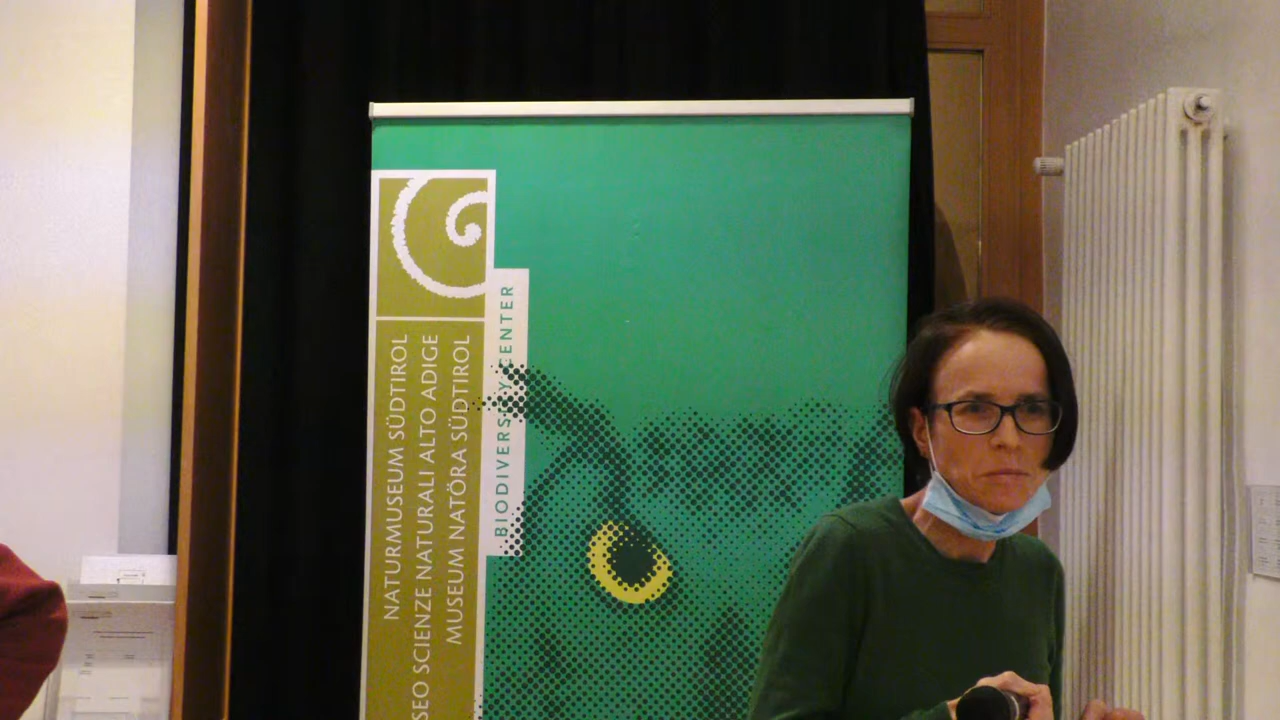 NATURMUSEUM SÜDTIROL
SEO SCIENZE NATURALI ALTO ADIGE
MUSEUM NATÖRA SÜDTIROL
BIODIVERSITY CENTER